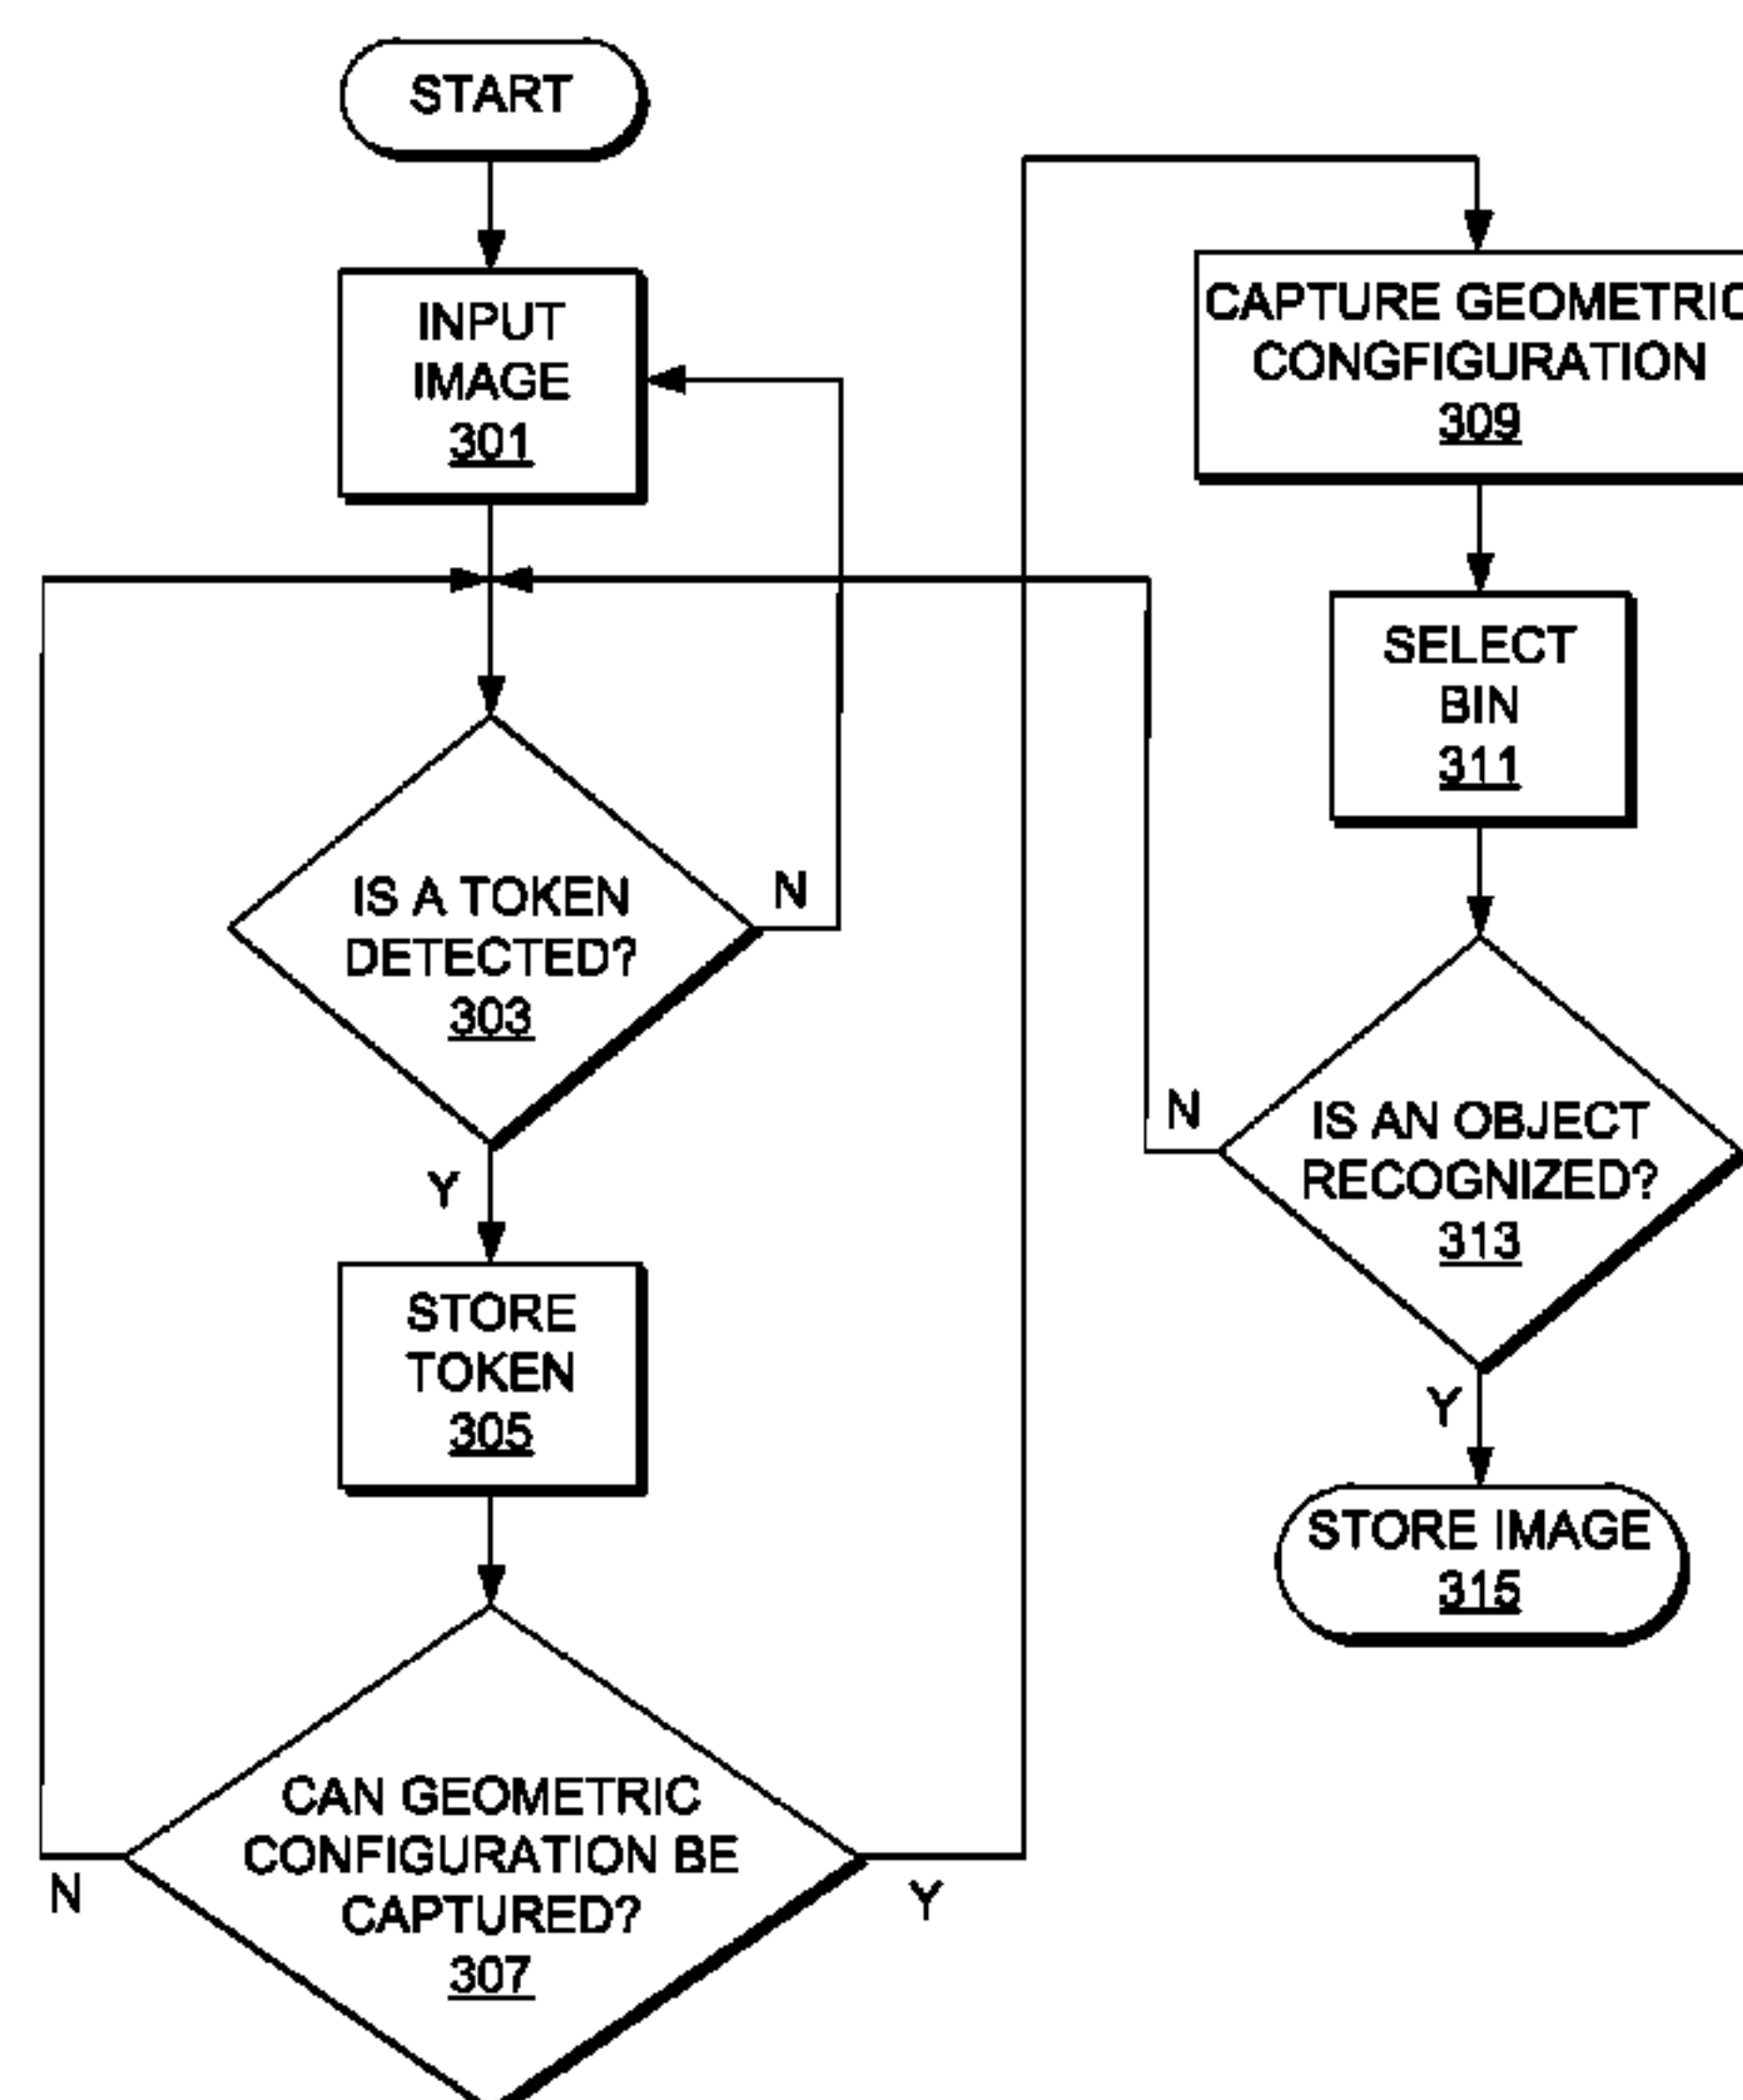 START
INPUT
IMAGE
301
IS A TOKEN
DETECTED?
303
N
Y
STORE
TOKEN
305
CAN GEOMETRIC
CONFIGURATION BE
CAPTURED?
307
N
Y
CAPTURE GEOMETRIC
CONGFIGURATION
309
SELECT
BIN
311
IS AN OBJECT
RECOGNIZED?
313
N
Y
STORE IMAGE
315